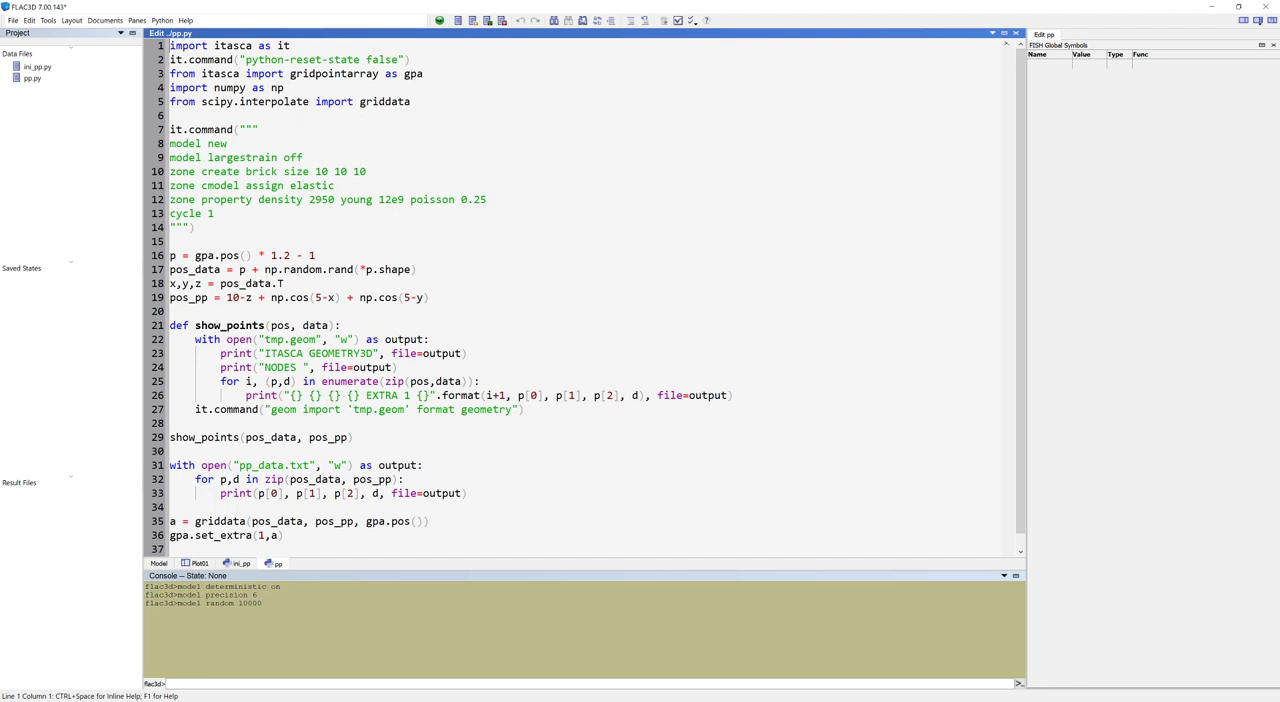 FLAC3D 7.00.143*
File Edit Tools Layout Documents Panes Python Help
Project
Data Files
ini_pp.py
pp.py
Saved States
Result Files
Edit ../pp.py
1 import itasca as it
2 it.command("python-reset-state false")
3 from itasca import gridpointarray as gpa
4 import numpy as np
5 from scipy.interpolate import griddata
6
7 it.command("""
8 model new
9 model largestrain off
10 zone create brick size 10 10 10
11 zone cmodel assign elastic
12 zone property density 2950 young 12e9 poisson 0.25
13 cycle 1
14 """)
15
16 p = gpa.pos() * 1.2 - 1
17 pos_data = p + np.random.rand(*p.shape)
18 x,y,z = pos_data.T
19 pos_pp = 10-z + np.cos(5-x) + np.cos(5-y)
20
21 def show_points(pos, data):
22 with open("tmp.geom", "w") as output:
23 print("ITASCA GEOMETRY3D", file=output)
24 print("NODES ", file=output)
25 for i, (p,d) in enumerate(zip(pos,data)):
26 print("{} {} {} {} EXTRA 1 {}".format(i+1, p[0], p[1], p[2], d), file=output)
27 it.command("geom import 'tmp.geom' format geometry")
28
29 show_points(pos_data, pos_pp)
30
31 with open("pp_data.txt", "w") as output:
32 for p,d in zip(pos_data, pos_pp):
33 print(p[0], p[1], p[2], d, file=output)
34
35 a = griddata(pos_data, pos_pp, gpa.pos())
36 gpa.set_extra(1,a)
37
Model Plot01 ini_pp pp
Console -- State: None
flac3d>model deterministic on
flac3d>model precision 6
flac3d>model random 10000
flac3d>
Edit pp
FISH Global Symbols
Name Value Type Func
Line 1 Column 1: CTRL+Space for Inline Help; F1 for Help